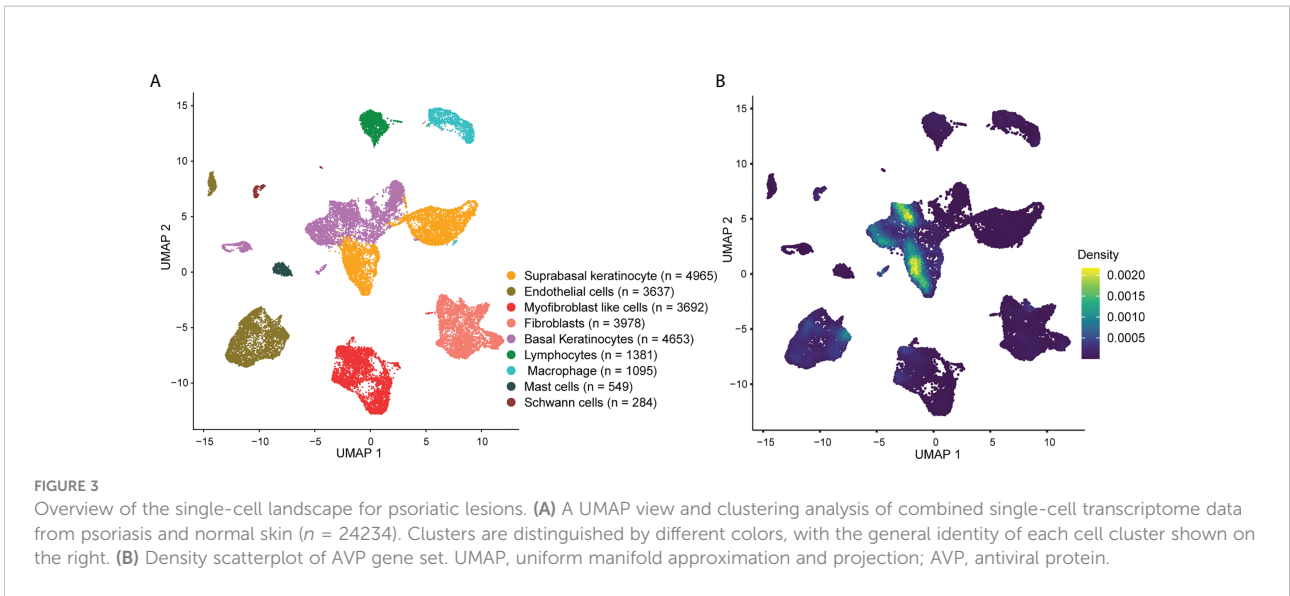 A
B
15
10
5
0
−5
−10
UMAP 2
−15
−10
−5
0
5
10
UMAP 1
Suprabasal keratinocyte (n = 4965)
Endothelial cells (n = 3637)
Myofibroblast like cells (n = 3692)
Fibroblasts (n = 3978)
Basal Keratinocytes (n = 4653)
Lymphocytes (n = 1381)
Macrophage (n = 1095)
Mast cells (n = 549)
Schwann cells (n = 284)
15
10
5
0
−5
−10
UMAP 2
−15
−10
−5
0
5
10
UMAP 1
Density
0.0020
0.0015
0.0010
0.0005
FIGURE 3
Overview of the single-cell landscape for psoriatic lesions. (A) A UMAP view and clustering analysis of combined single-cell transcriptome data
from psoriasis and normal skin (n = 24234). Clusters are distinguished by different colors, with the general identity of each cell cluster shown on
the right. (B) Density scatterplot of AVP gene set. UMAP, uniform manifold approximation and projection; AVP, antiviral protein.